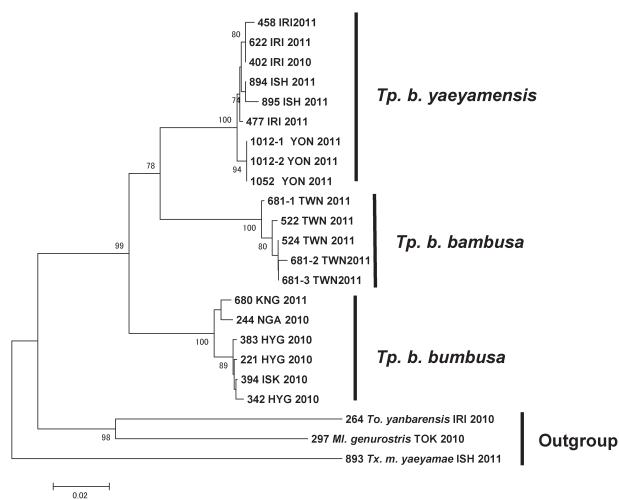 458 IRI2011
80
622 IRI 2011
402 IRI 2010
894 ISH 2011
Tp. b. yaeyamensis
74
895 ISH 2011
100
477 IRI 2011
1012-1 YON 2011
1012-2 YON 2011
78
94
1052 YON 2011
681-1 TWN 2011
100
522 TWN 2011
80
524 TWN 2011
Tp. b. bambusa
99
681-2 TWN2011
681-3 TWN2011
680 KNG 2011
244 NGA 2010
100
383 HYG 2010
221 HYG 2010
Tp. b. bumbusa
89
394 ISK 2010
342 HYG 2010
264 To. yanbarensis IRI 2010
98
297 Ml. genurostris TOK 2010
Outgroup
893 Tx. m. yaeyamae ISH 2011
0.02